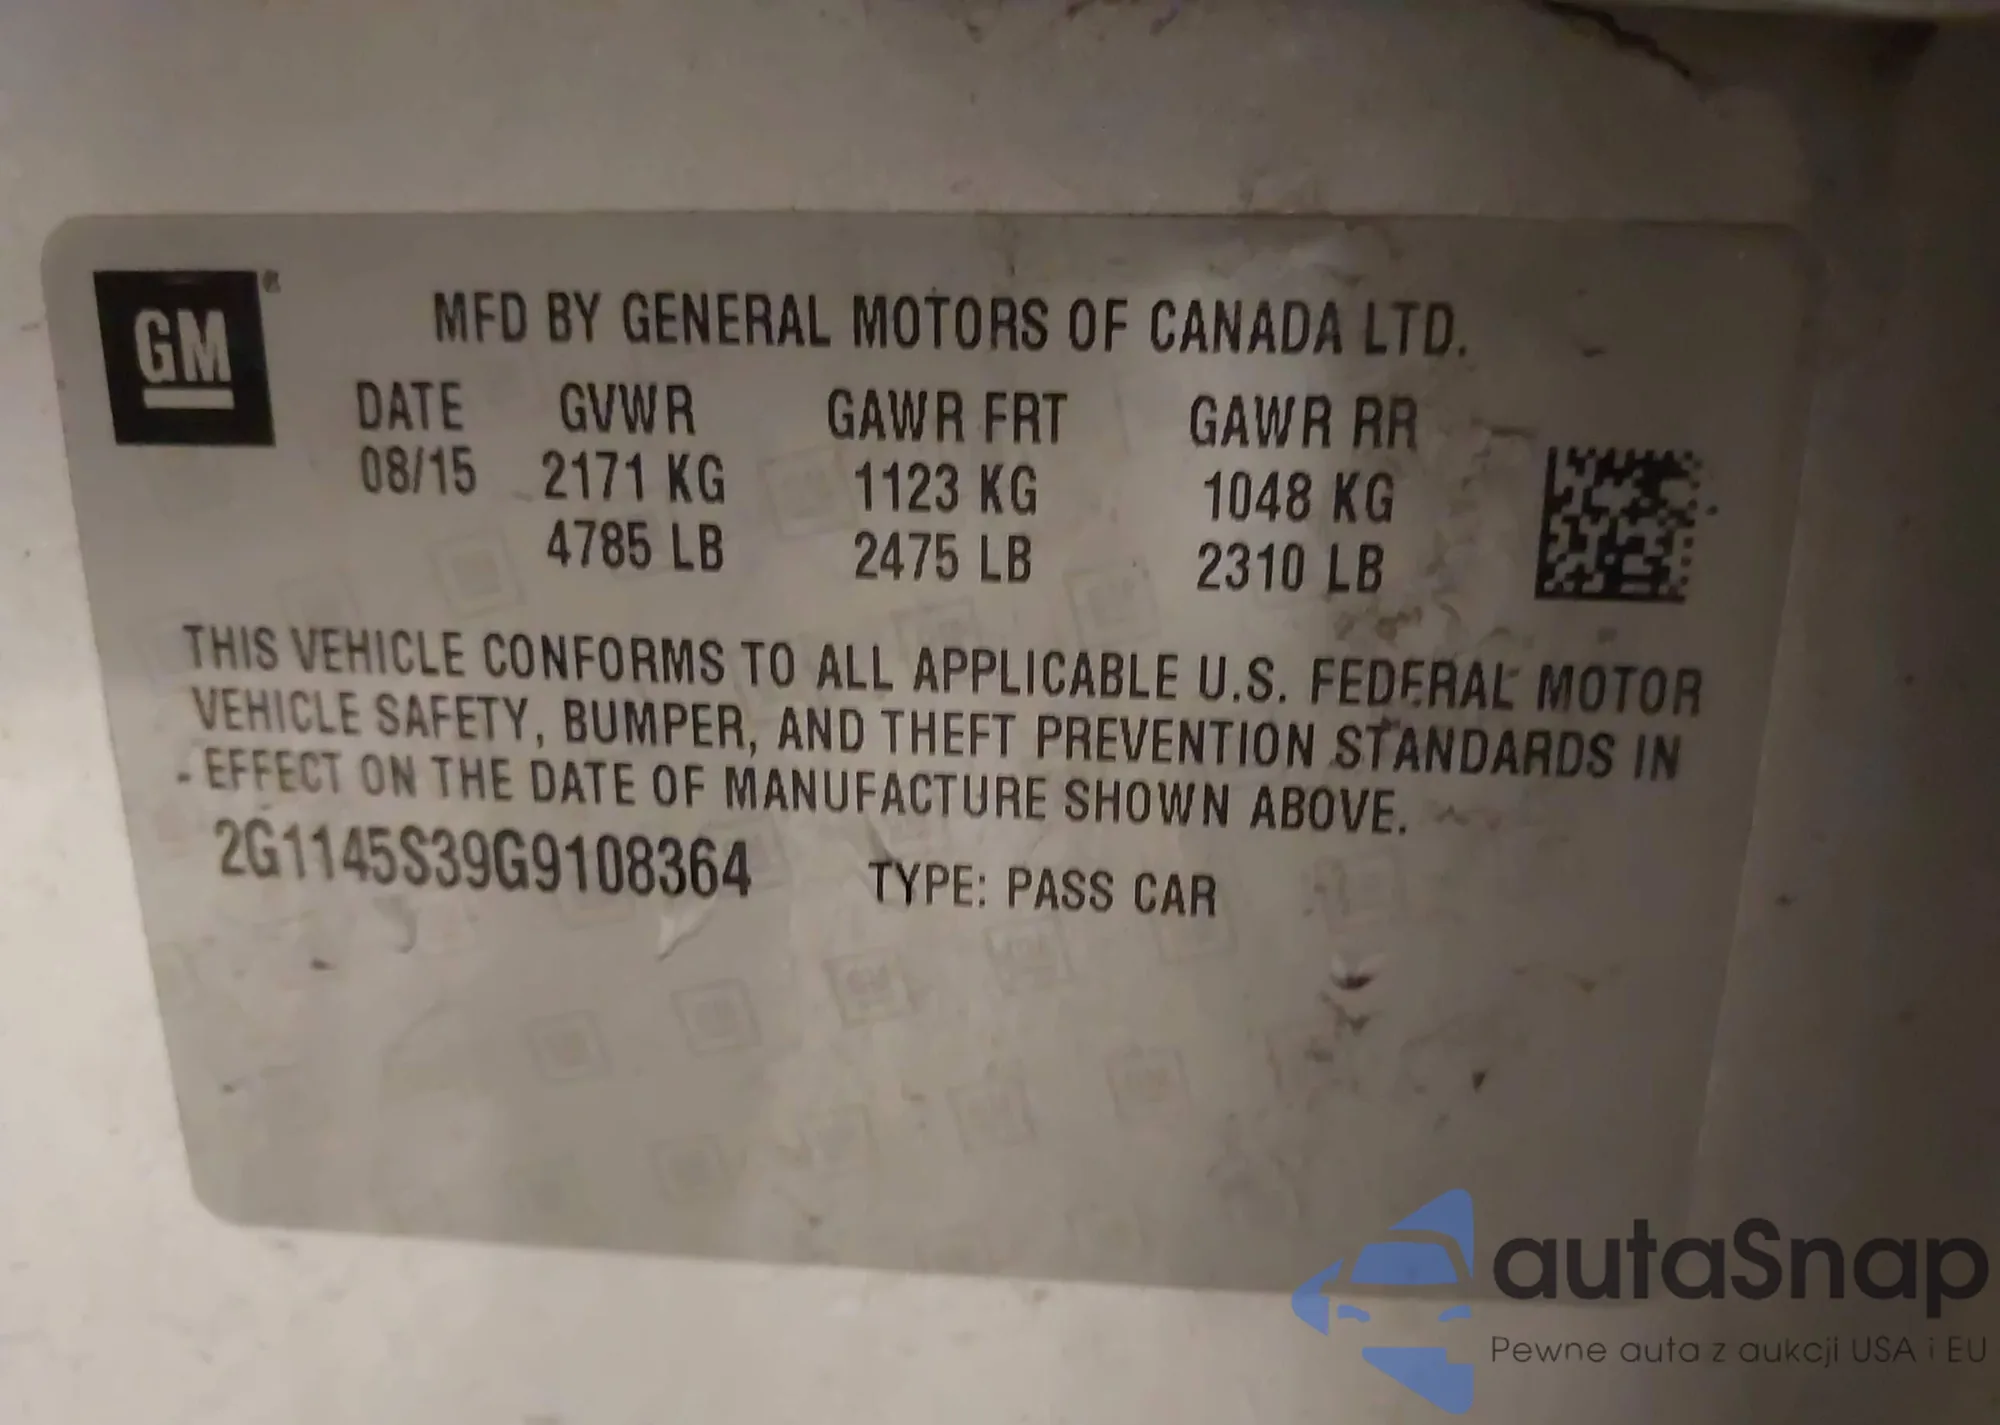 GM
MFD BY GENERAL MOTORS OF CANADA LTD.
DATE GVWR GAWR FRT GAWR RR
08/15 2171 KG 1123 KG 1048 KG
4785 LB 2475 LB 2310 LB
THIS VEHICLE CONFORMS TO ALL APPLICABLE U.S. FEDERAL MOTOR
VEHICLE SAFETY, BUMPER, AND THEFT PREVENTION STANDARDS IN
EFFECT ON THE DATE OF MANUFACTURE SHOWN ABOVE.
2G1145S39G9108364 TYPE: PASS CAR
autaSnap
Pewne auta z aukcji USA i EU